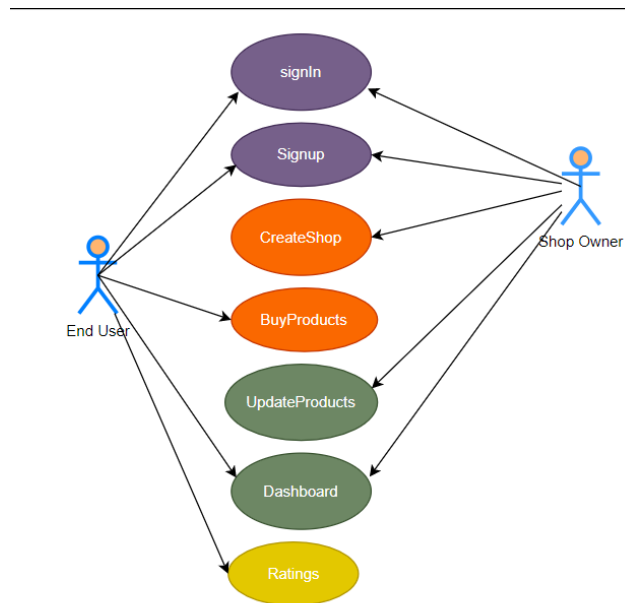 signIn
Signup
CreateShop
Shop Owner
BuyProducts
End User
UpdateProducts
Dashboard
Ratings